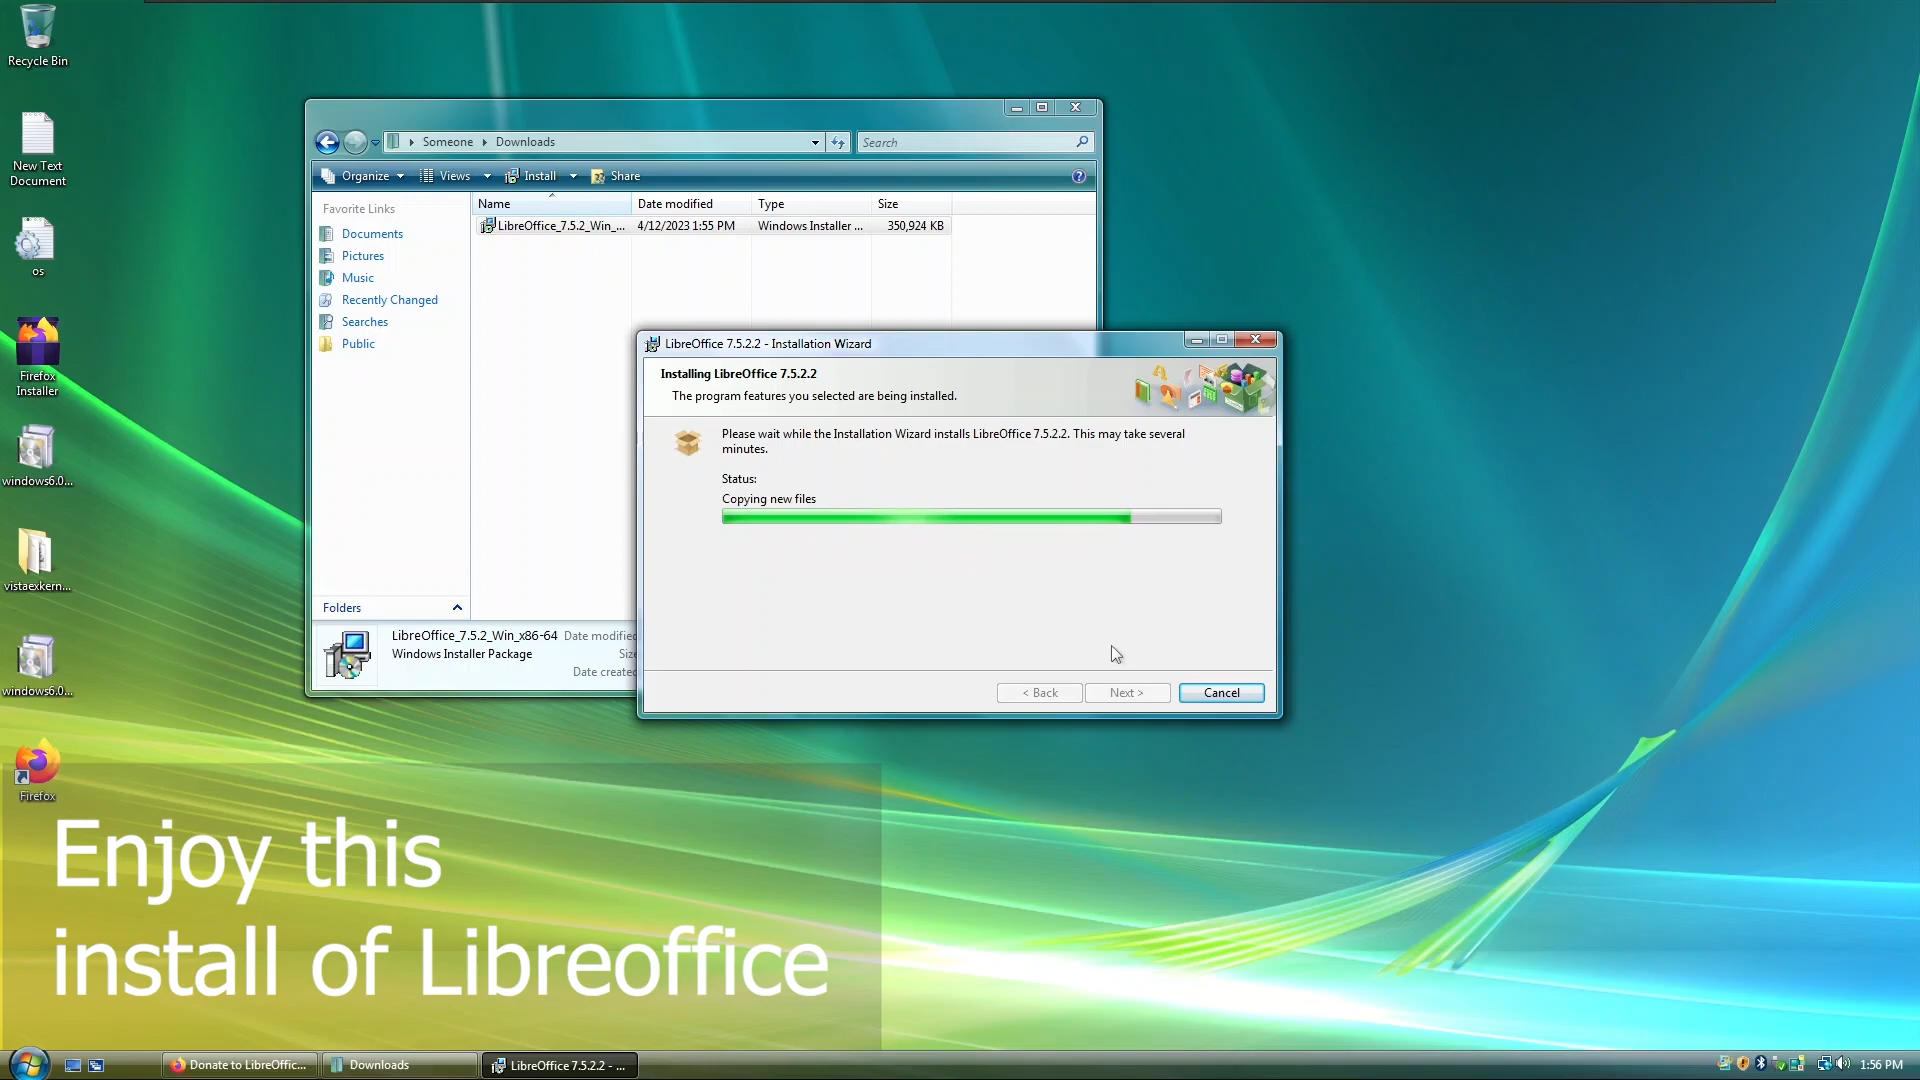 Recycle Bin
New Text
Document
os
Firefox
Installer
windows6.0...
vistaexkern...
windows6.0...
Firefox
Someone
Downloads
Search
Organize
Views
Install
Share
Favorite Links
Documents
Pictures
Music
Recently Changed
Searches
Public
Folders
Name Date modified Type Size
LibreOffice_7.5.2_Win_... 4/12/2023 1:55 PM Windows Installer ... 350,924 KB
LibreOffice_7.5.2_Win_x86-64 Date modified
Windows Installer Package Size
Date created
LibreOffice 7.5.2.2 - Installation Wizard
Installing LibreOffice 7.5.2.2
The program features you selected are being installed.
Please wait while the Installation Wizard installs LibreOffice 7.5.2.2. This may take several
minutes.
Status:
Copying new files
< Back
Next >
Cancel
Enjoy this
install of Libreoffice
Donate to LibreOffic...
Downloads
LibreOffice 7.5.2.2 - ...
1:56 PM